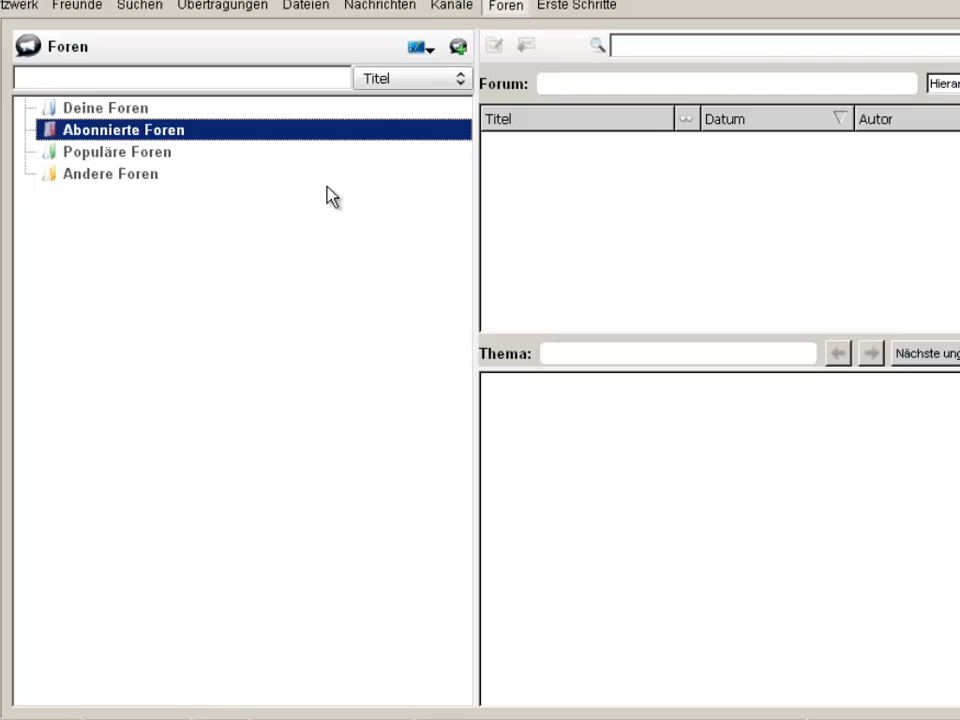 Freunde Suchen Übertragungen Dateien Nachrichten Kanäle Foren Erste Schritte
Foren
Titel
Deine Foren
Abonnierte Foren
Populäre Foren
Andere Foren
Forum:
Titel Datum Autor
Thema:
Nächste